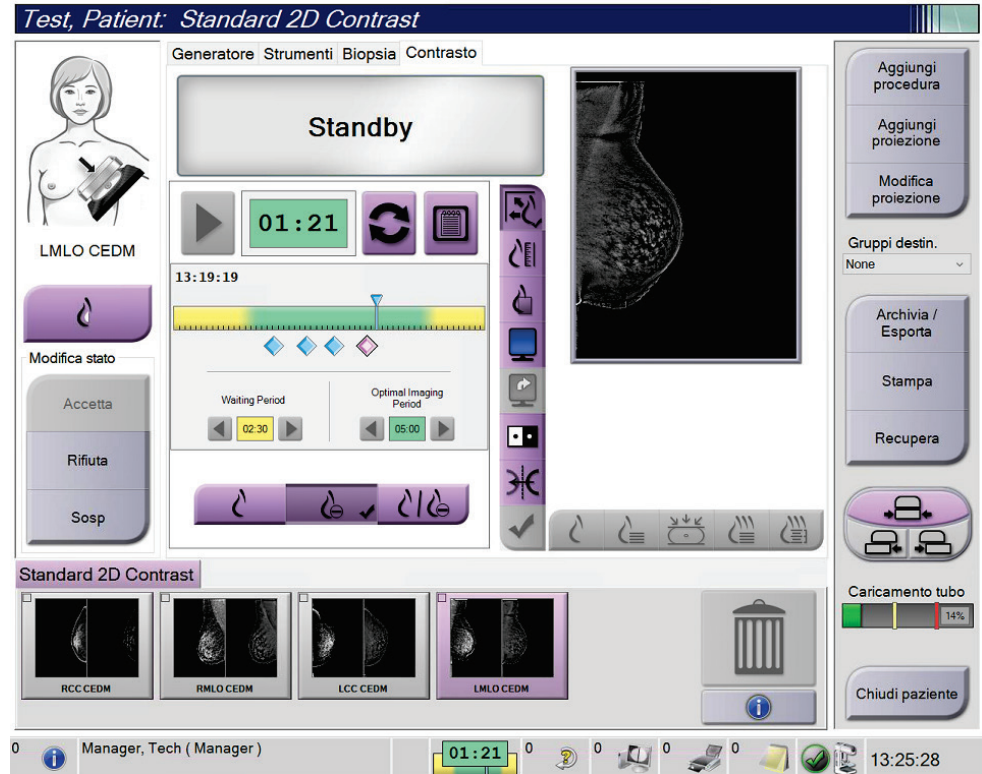 Test, Patient: Standard 2D Contrast
Generatore Strumenti Biopsia Contrasto
Standby
LMLO CEDM
01:21
13:19:19
Waiting Period
Optimal Imaging
Period
02:30
05:00
Modifica stato
Accetta
Rifiuta
Sosp
Aggiungi
procedura
Aggiungi
proiezione
Modifica
proiezione
Gruppi destin.
None
Archivia /
Esporta
Stampa
Recupera
Caricamento tubo
14%
Chiudi paziente
Standard 2D Contrast
RCC CEDM
RMLO CEDM
LCC CEDM
LMLO CEDM
0
Manager, Tech ( Manager )
01:21
0
0
0
0
13:25:28